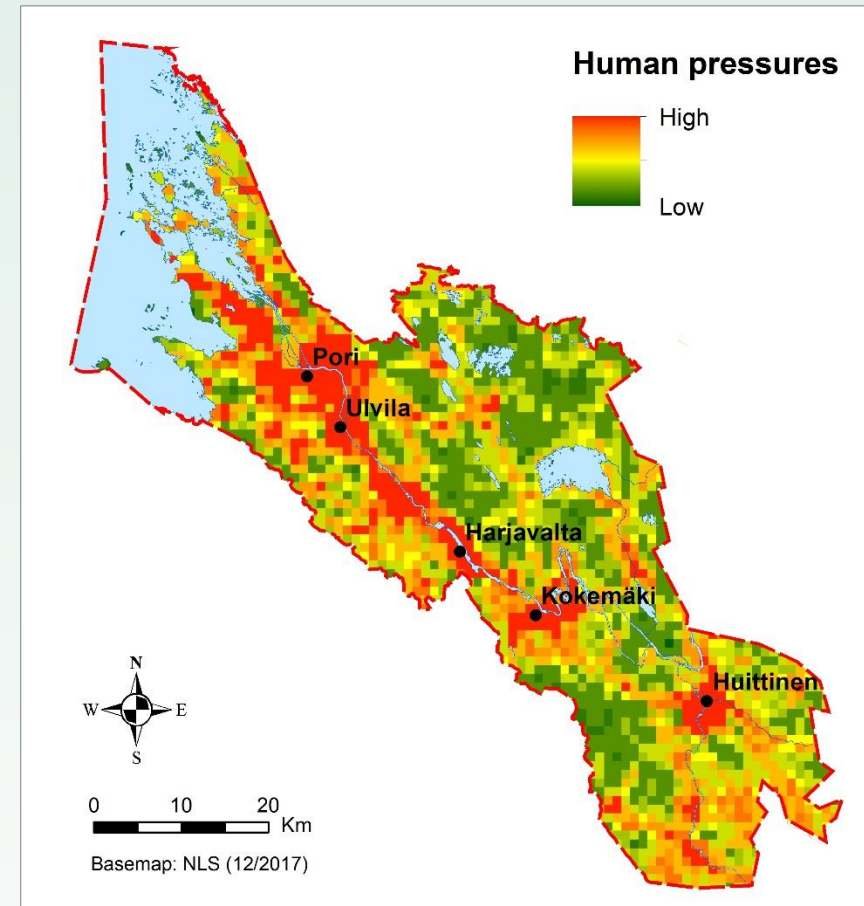 Human pressures
High
Low
Pori
Ulvila
Harjavalta
Kokemäki
Huittinen
N
W E
S
0 10 20
Km
Basemap: NLS (12/2017)